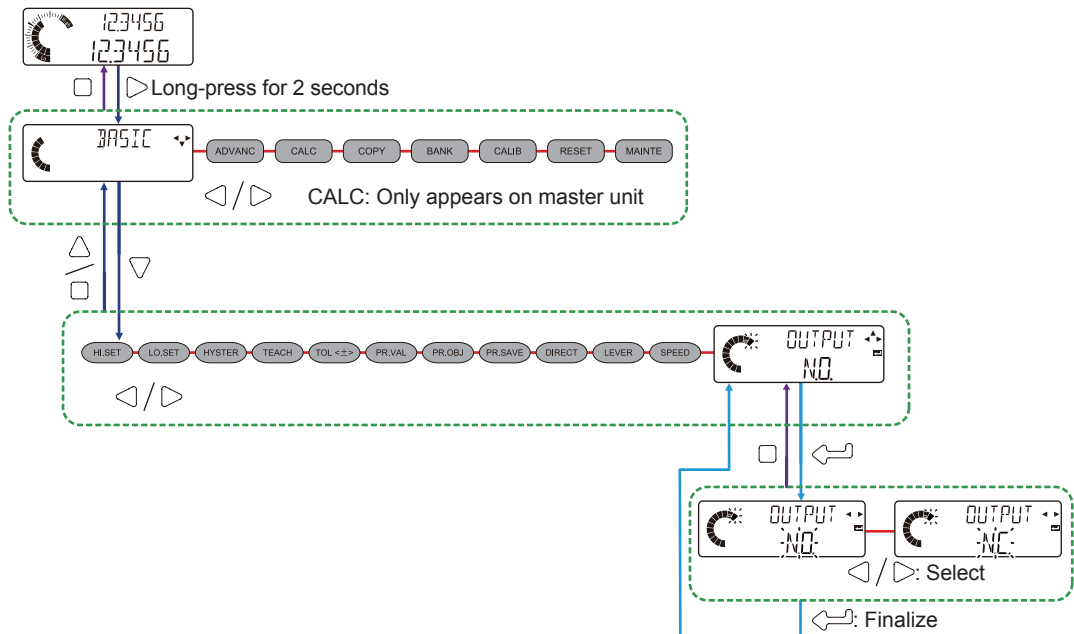 123456
12.3456
Long-press for 2 seconds
BASIC
ADVANC CALC COPY BANK CALIB RESET MAINTE
CALC: Only appears on master unit
HI.SET LO.SET HYSTER TEACH TOL <±> PR.VAL PR.OBJ PR.SAVE DIRECT LEVER SPEED
OUTPUT
N.O.
OUTPUT
N.O.
OUTPUT
N.C.
/ : Select
: Finalize